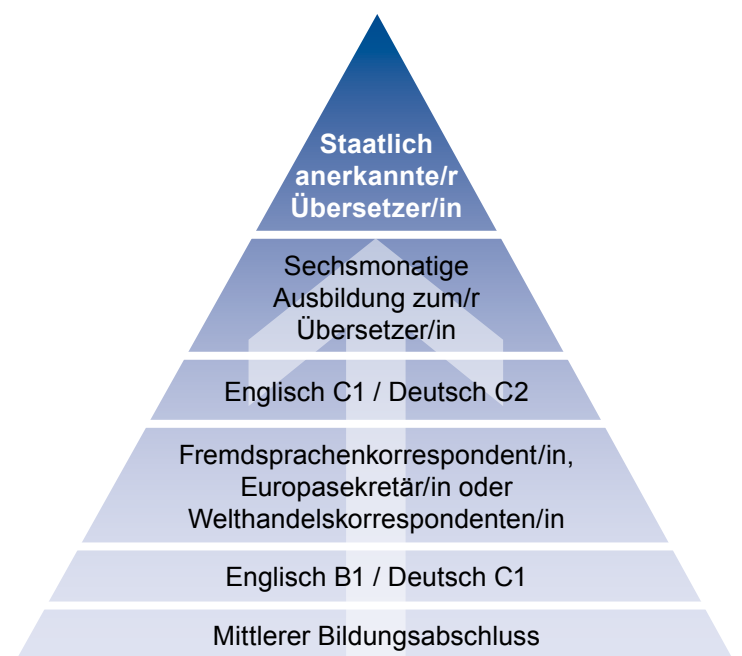 Staatlich
anerkannte/r
Übersetzer/in
Sechsmonatige
Ausbildung zum/r
Übersetzer/in
Englisch C1 / Deutsch C2
Fremdsprachenkorrespondent/in,
Europasekretär/in oder
Welthandelskorrespondenten/in
Englisch B1 / Deutsch C1
Mittlerer Bildungsabschluss